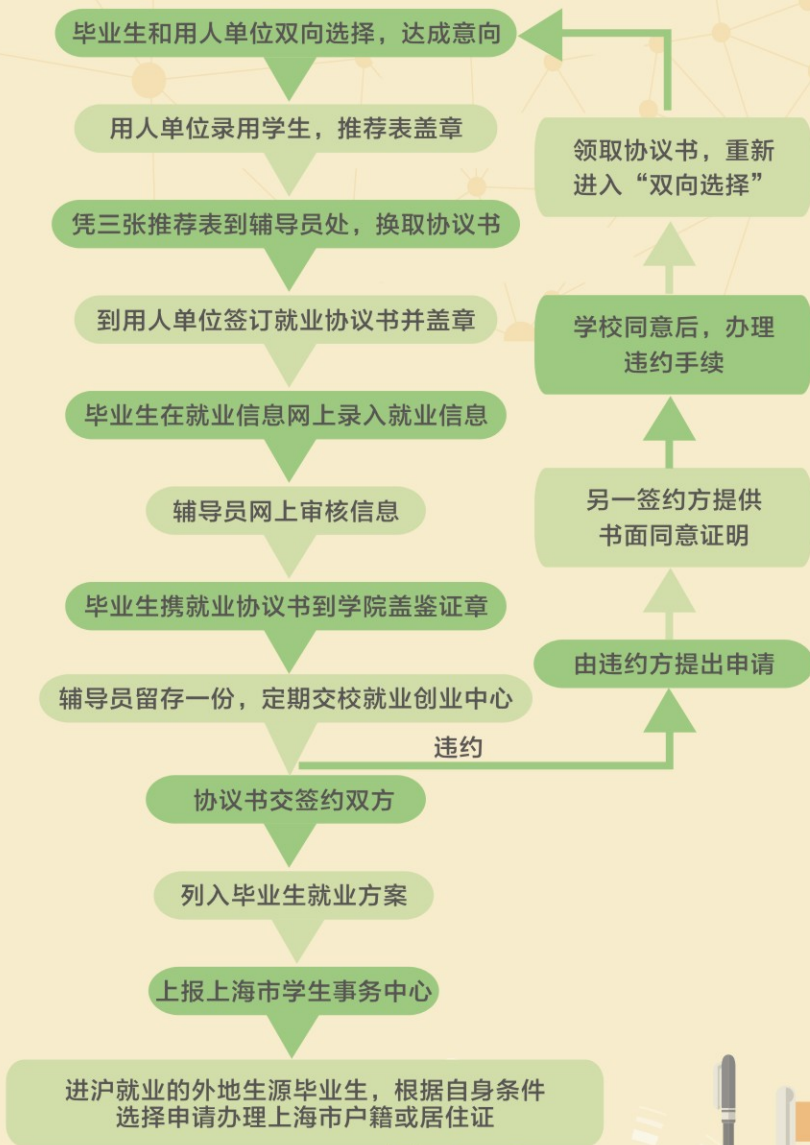 毕业生和用人单位双向选择，达成意向
用人单位录用学生，推荐表盖章
凭三张推荐表到辅导员处，换取协议书
到用人单位签订就业协议书并盖章
毕业生在就业信息网上录入就业信息
辅导员网上审核信息
毕业生携就业协议书到学院盖鉴证章
辅导员留存一份，定期交校就业创业中心
违约
协议书交签约双方
列入毕业生就业方案
上报上海市学生事务中心
进沪就业的外地生源毕业生，根据自身条件
选择申请办理上海市户籍或居住证
由违约方提出申请
另一签约方提供
书面同意证明
学校同意后，办理
违约手续
领取协议书，重新
进入“双向选择”